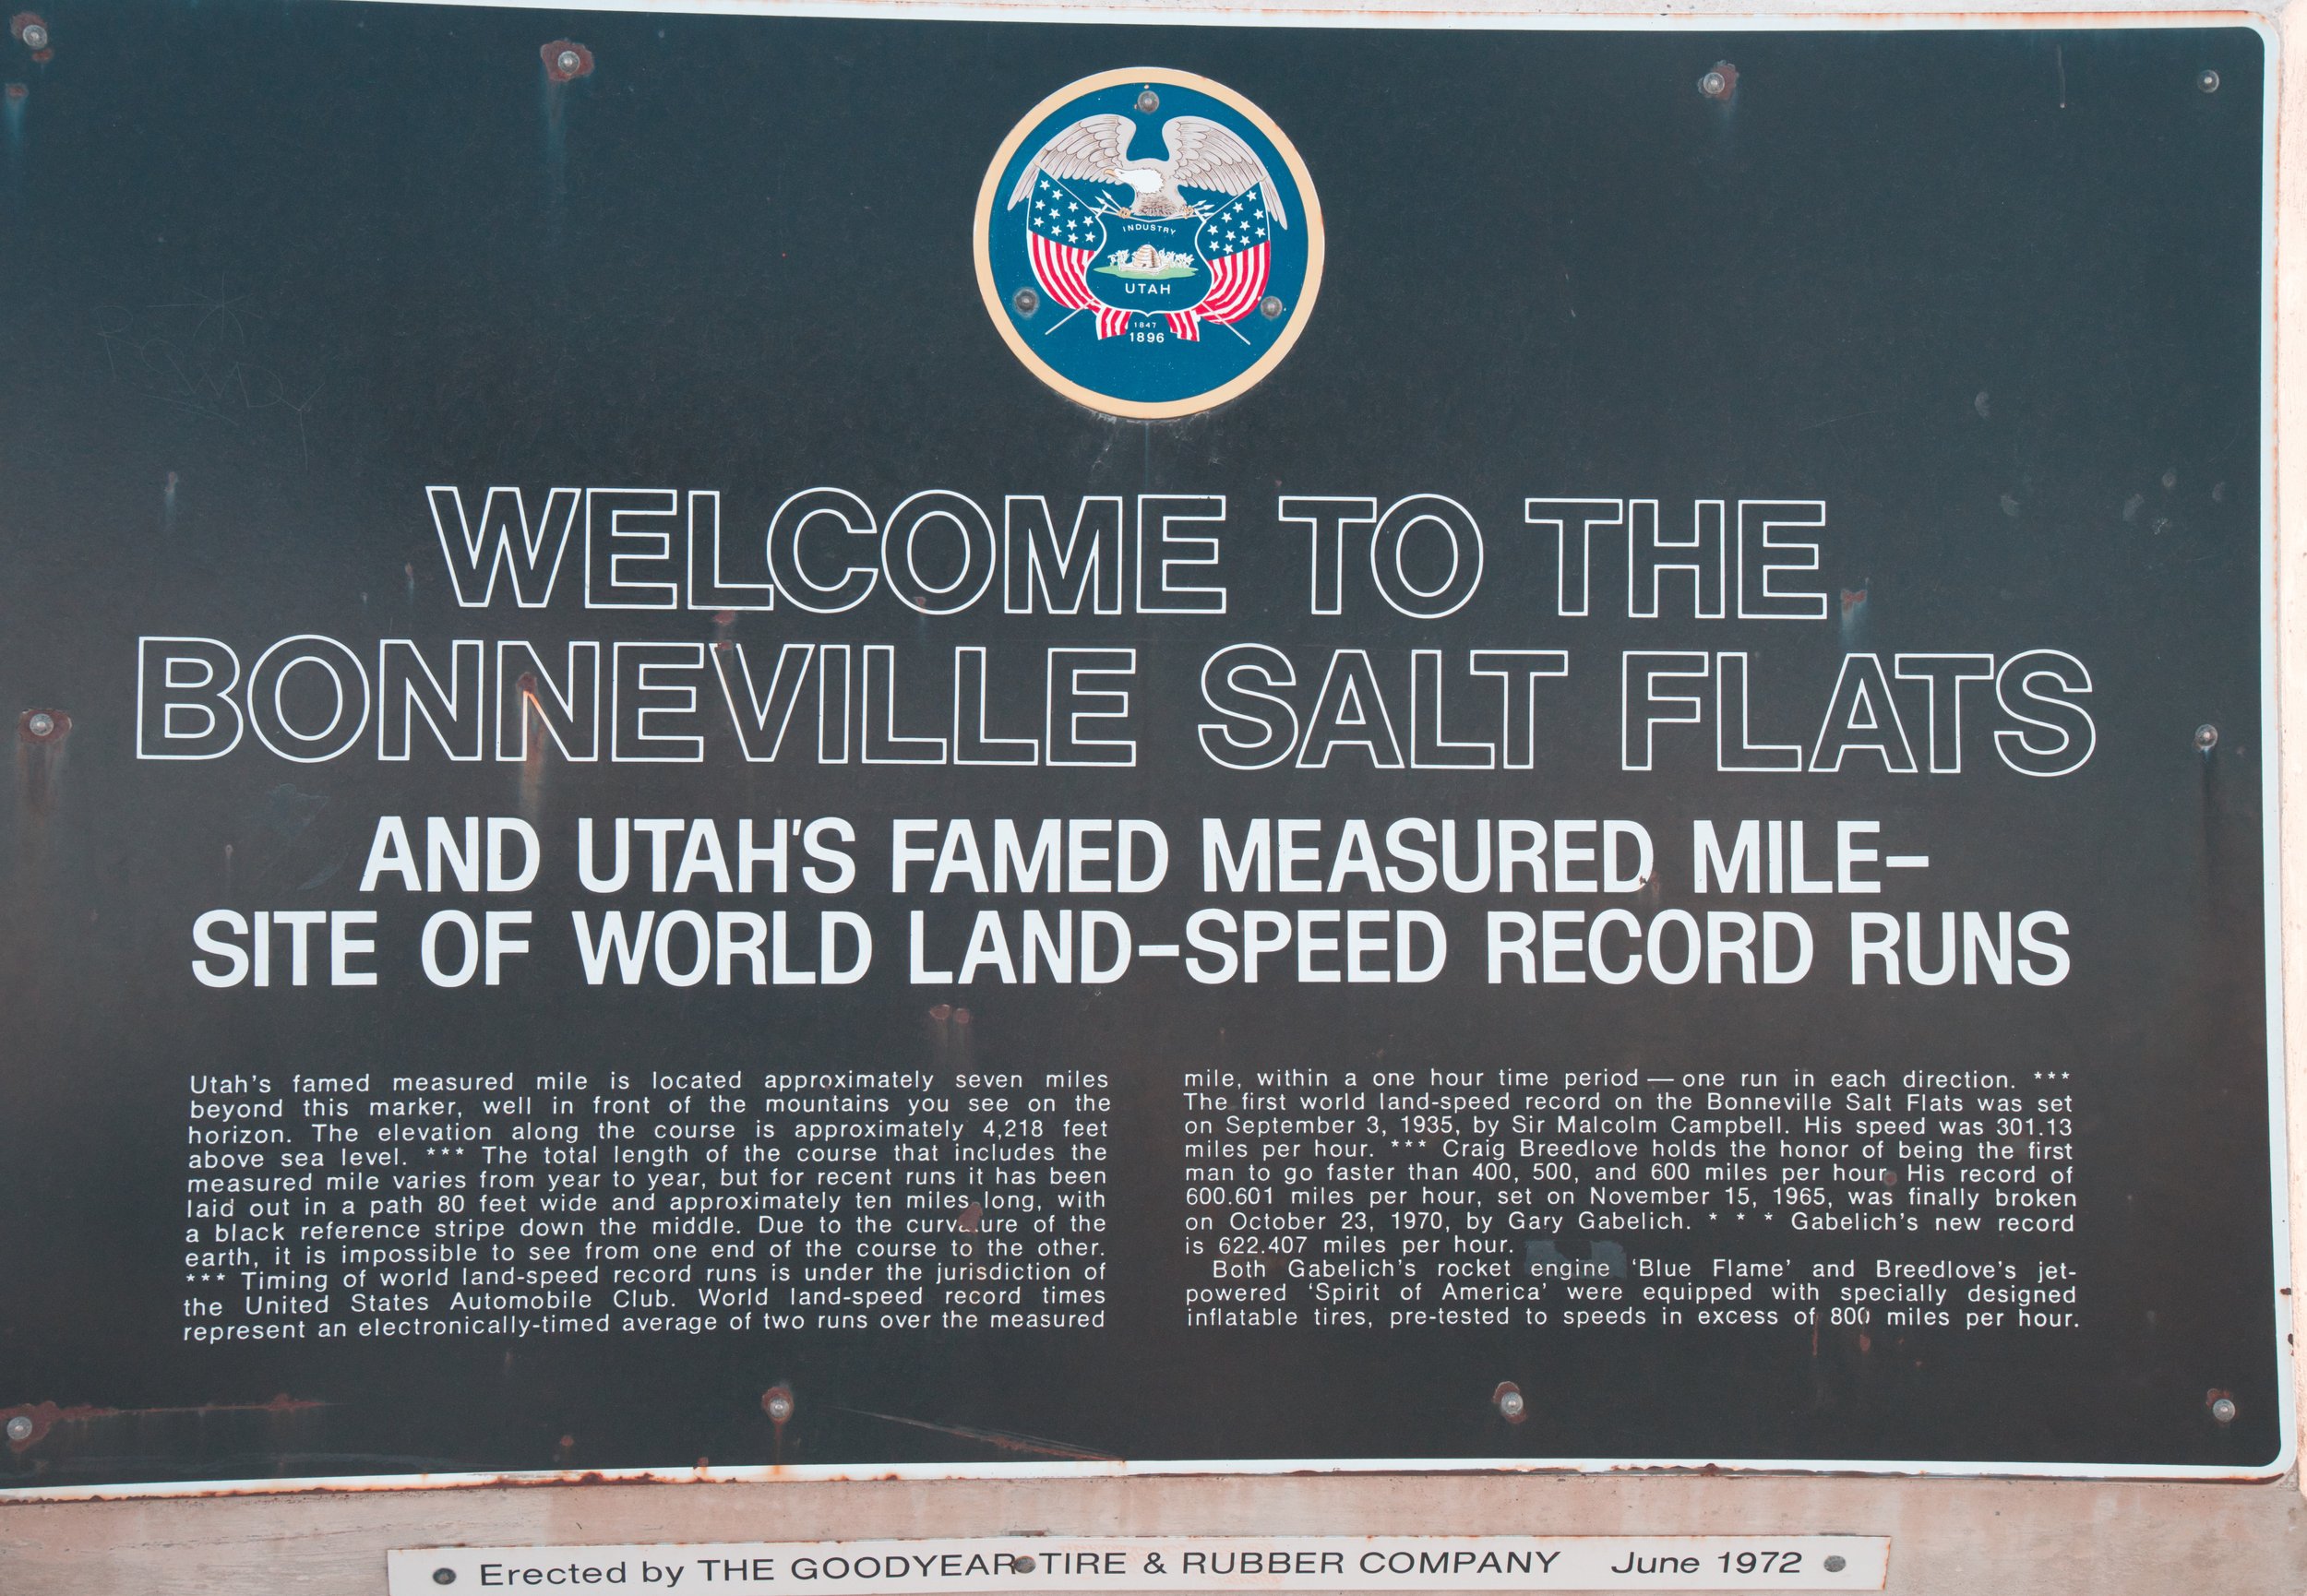 INDUSTRY
UTAH
1847
1896
WELCOME TO THE
BONNEVILLE SALT FLATS
AND UTAH'S FAMED MEASURED MILE–
SITE OF WORLD LAND–SPEED RECORD RUNS
Utah's famed measured mile is located approximately seven miles
beyond this marker, well in front of the mountains you see on the
horizon. The elevation along the course is approximately 4,218 feet
above sea level. *** The total length of the course that includes the
measured mile varies from year to year, but for recent runs it has been
laid out in a path 80 feet wide and approximately ten miles long, with
a black reference stripe down the middle. Due to the curvature of the
earth, it is impossible to see from one end of the course to the other.
*** Timing of world land-speed record runs is under the jurisdiction of
the United States Automobile Club. World land-speed record times
represent an electronically-timed average of two runs over the measured
mile, within a one hour time period — one run in each direction. ***
The first world land-speed record on the Bonneville Salt Flats was set
on September 3, 1935, by Sir Malcolm Campbell. His speed was 301.13
miles per hour. *** Craig Breedlove holds the honor of being the first
man to go faster than 400, 500, and 600 miles per hour. His record of
600.601 miles per hour, set on November 15, 1965, was finally broken
on October 23, 1970, by Gary Gabelich. * * * Gabelich's new record
is 622.407 miles per hour.
Both Gabelich's rocket engine 'Blue Flame' and Breedlove's jet-
powered 'Spirit of America' were equipped with specially designed
inflatable tires, pre-tested to speeds in excess of 800 miles per hour.
Erected by THE GOODYEAR TIRE & RUBBER COMPANY June 1972